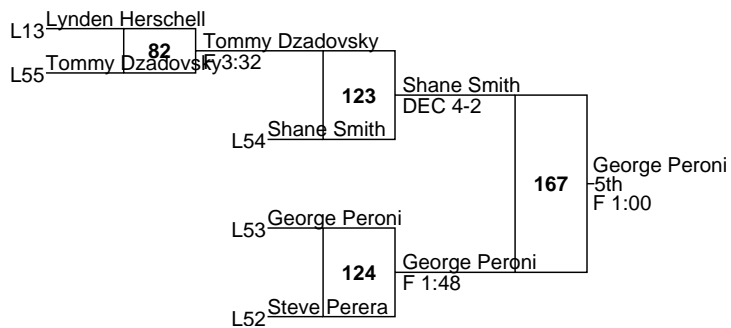 L13 Lynden Herschell
82
L55 Tommy Dzadovsky
Tommy Dzadovsky
F 3:32
123
L54 Shane Smith
Shane Smith
DEC 4-2
167
George Peroni
5th
F 1:00
L53 George Peroni
124
L52 Steve Perera
George Peroni
F 1:48